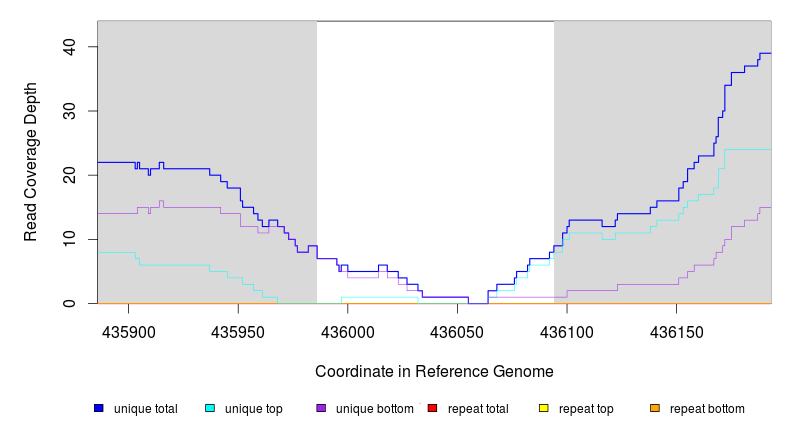 40
30
20
10
0
Read Coverage Depth
435900 435950 436000 436050 436100 436150
Coordinate in Reference Genome
unique total unique top unique bottom repeat total repeat top repeat bottom